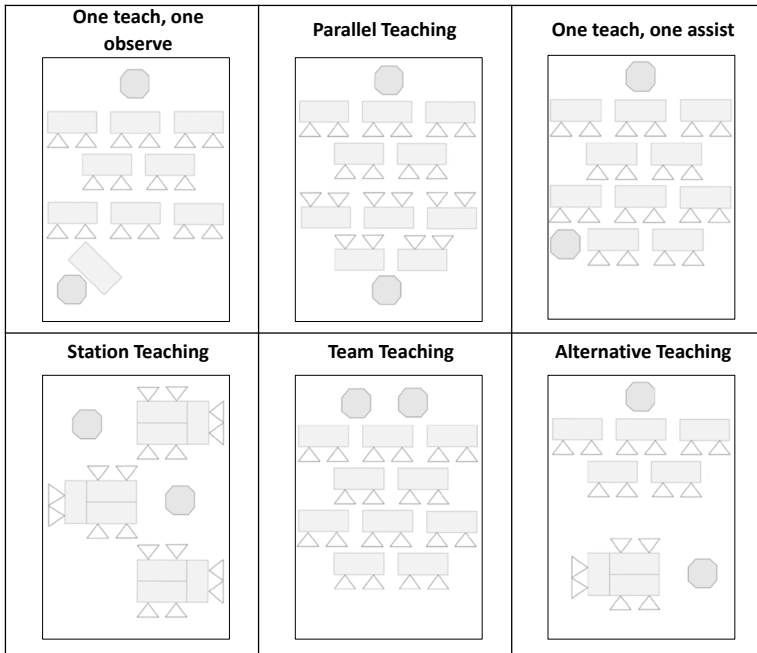 One teach, one
observe
Parallel Teaching
One teach, one assist
Station Teaching
Team Teaching
Alternative Teaching